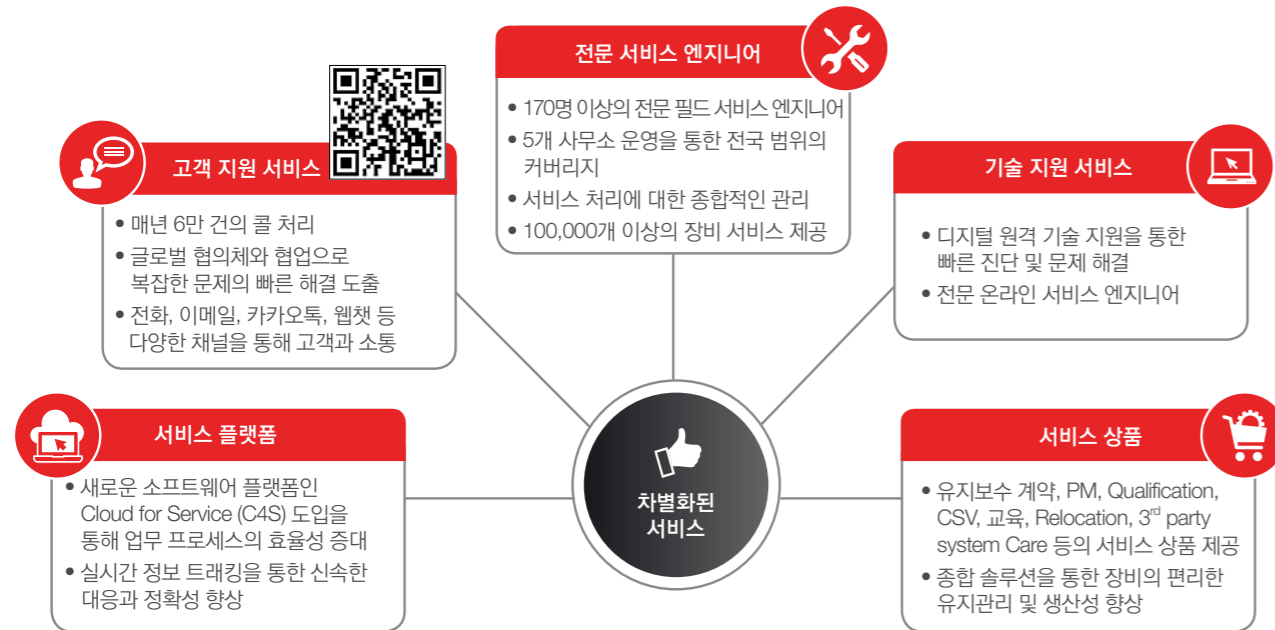 전문 서비스 엔지니어
• 170명 이상의 전문 필드 서비스 엔지니어
• 5개 사무소 운영을 통한 전국 범위의
커버리지
• 서비스 처리에 대한 종합적인 관리
• 100,000개 이상의 장비 서비스 제공
고객 지원 서비스
• 매년 6만 건의 콜 처리
• 글로벌 협의체와 협업으로
복잡한 문제의 빠른 해결 도출
• 전화, 이메일, 카카오톡, 웹챗 등
다양한 채널을 통해 고객과 소통
기술 지원 서비스
• 디지털 원격 기술 지원을 통한
빠른 진단 및 문제 해결
• 전문 온라인 서비스 엔지니어
서비스 플랫폼
• 새로운 소프트웨어 플랫폼인
Cloud for Service (C4S) 도입을
통해 업무 프로세스의 효율성 증대
• 실시간 정보 트래킹을 통한 신속한
대응과 정확성 향상
차별화된
서비스
서비스 상품
• 유지보수 계약, PM, Qualification,
CSV, 교육, Relocation, 3rd party
system Care 등의 서비스 상품 제공
• 종합 솔루션을 통한 장비의 편리한
유지관리 및 생산성 향상